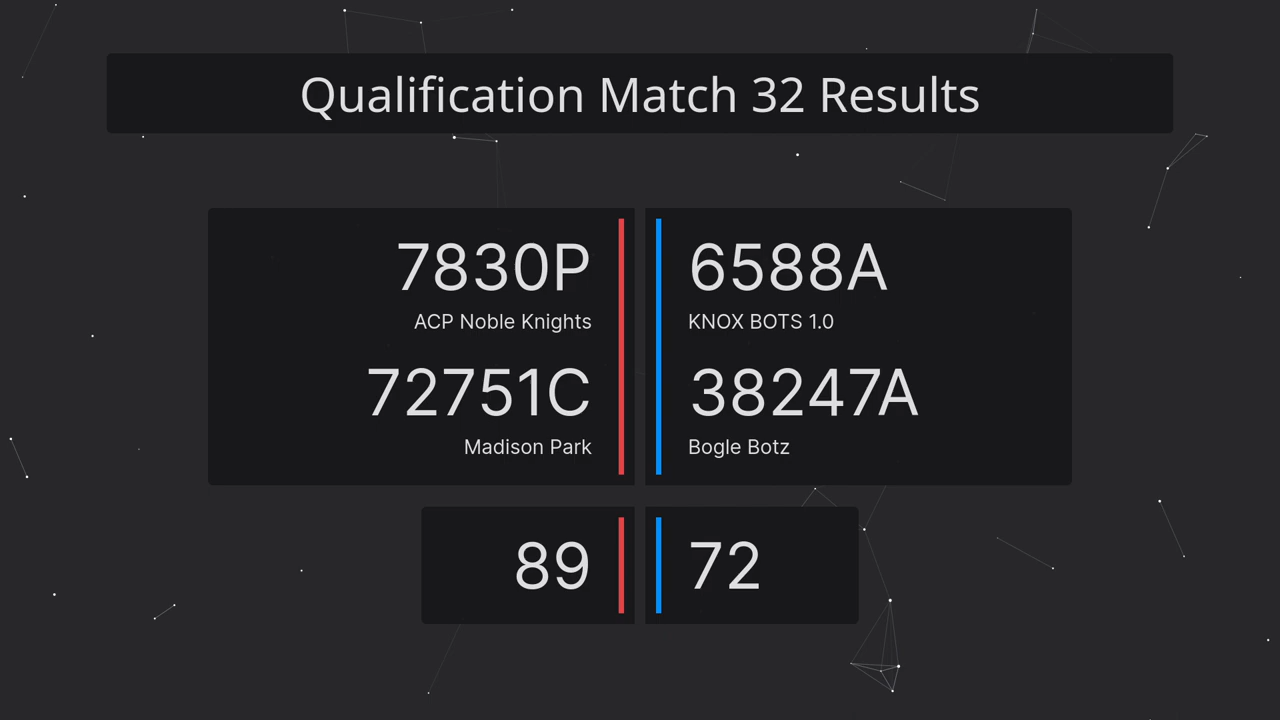 Qualification Match 32 Results
7830P
ACP Noble Knights
72751C
Madison Park
6588A
KNOX BOTS 1.0
38247A
Bogle Botz
89
72